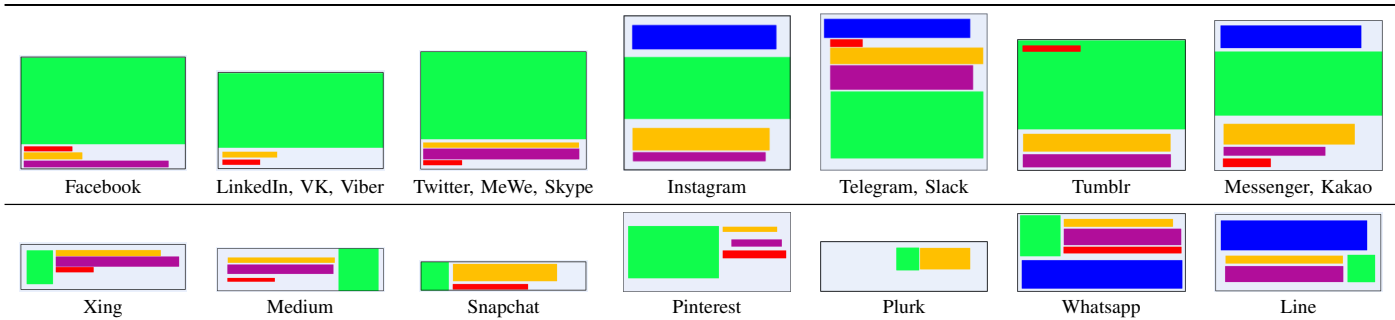 Facebook
LinkedIn, VK, Viber
Twitter, MeWe, Skype
Instagram
Telegram, Slack
Tumblr
Messenger, Kakao
Xing
Medium
Snapchat
Pinterest
Plurk
Whatsapp
Line